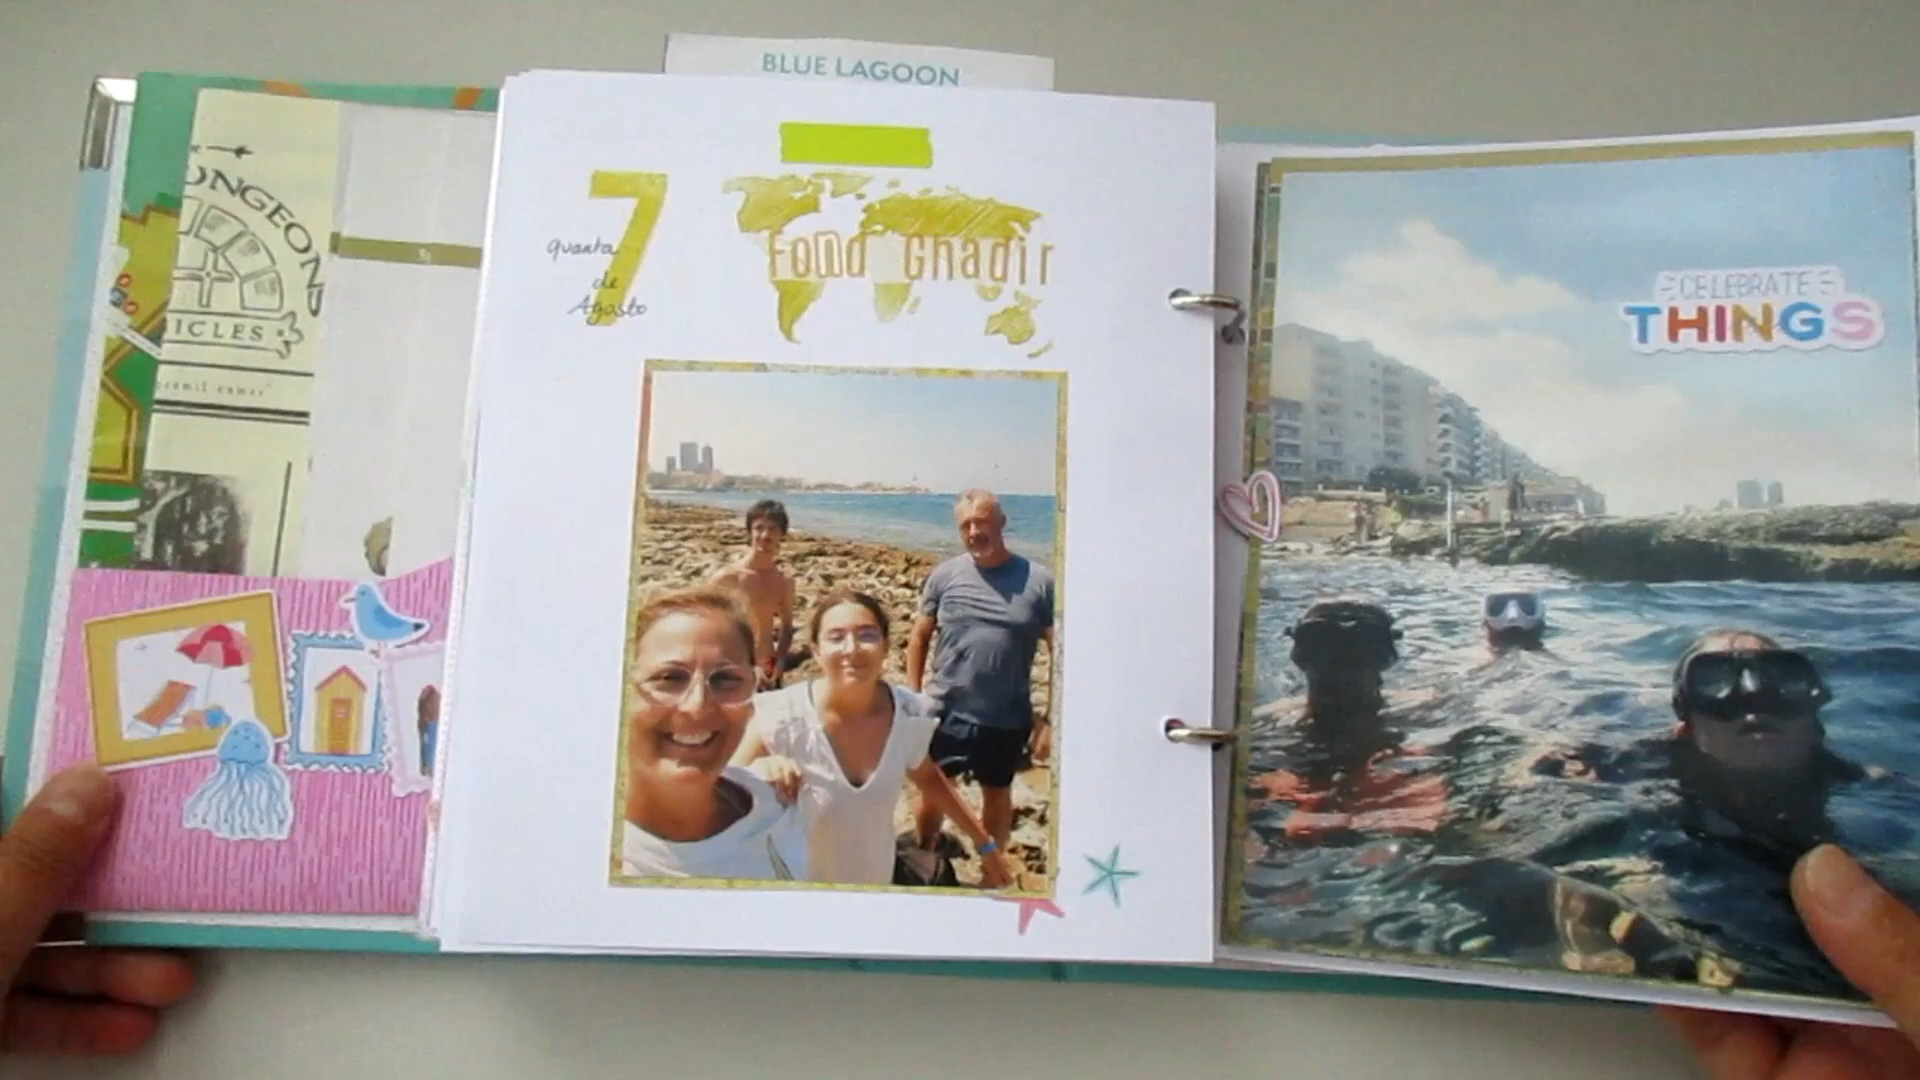 BLUE LAGOON
ICLES
7
quarta
de
Agosto
Fond Ghadir
CELEBRATE
THINGS